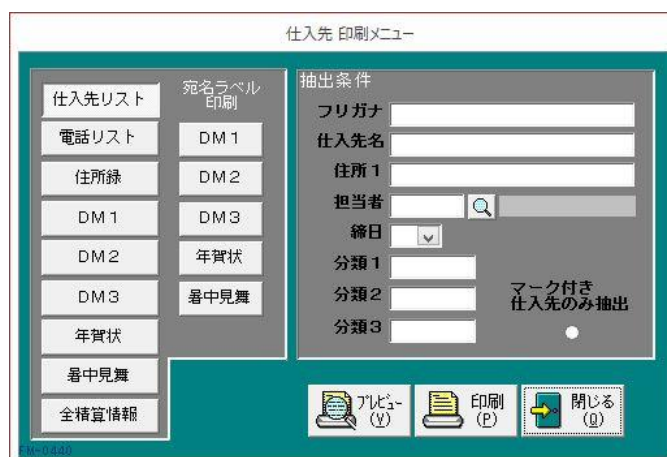 仕入先 印刷メニュー
仕入先リスト
電話リスト
住所録
DM1
DM2
DM3
年賀状
暑中見舞
全積算情報
宛名ラベル
印刷
DM1
DM2
DM3
年賀状
暑中見舞
抽出条件
フリガナ
仕入先名
住所1
担当者
締日
分類1
分類2
分類3
マーク付き
仕入先のみ抽出
プレビュー
(V)
印刷
(P)
閉じる
(Q)
FM-0440